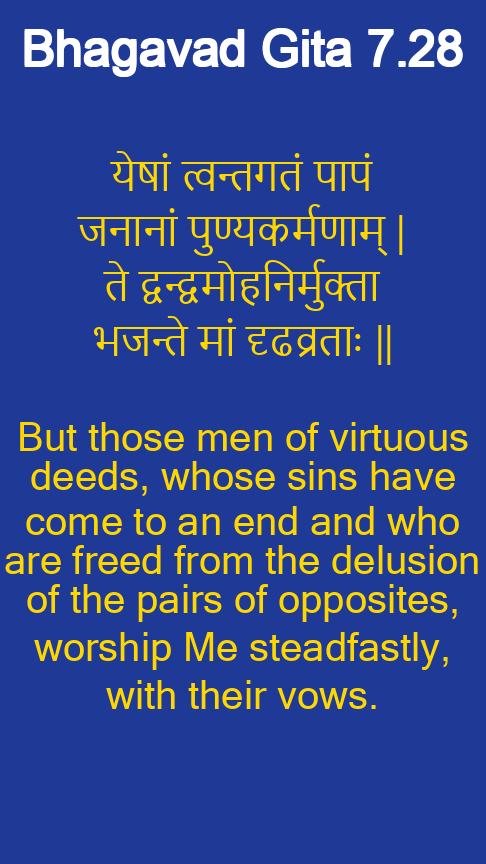 Bhagavad Gita 7.28
येषां त्वन्तगतं पापं
जनानां पुण्यकर्मणाम् |
ते द्वन्द्वमोहनिर्मुक्ता
भजन्ते मां दृढव्रताः ||
But those men of virtuous
deeds, whose sins have
come to an end and who
are freed from the delusion
of the pairs of opposites,
worship Me steadfastly,
with their vows.